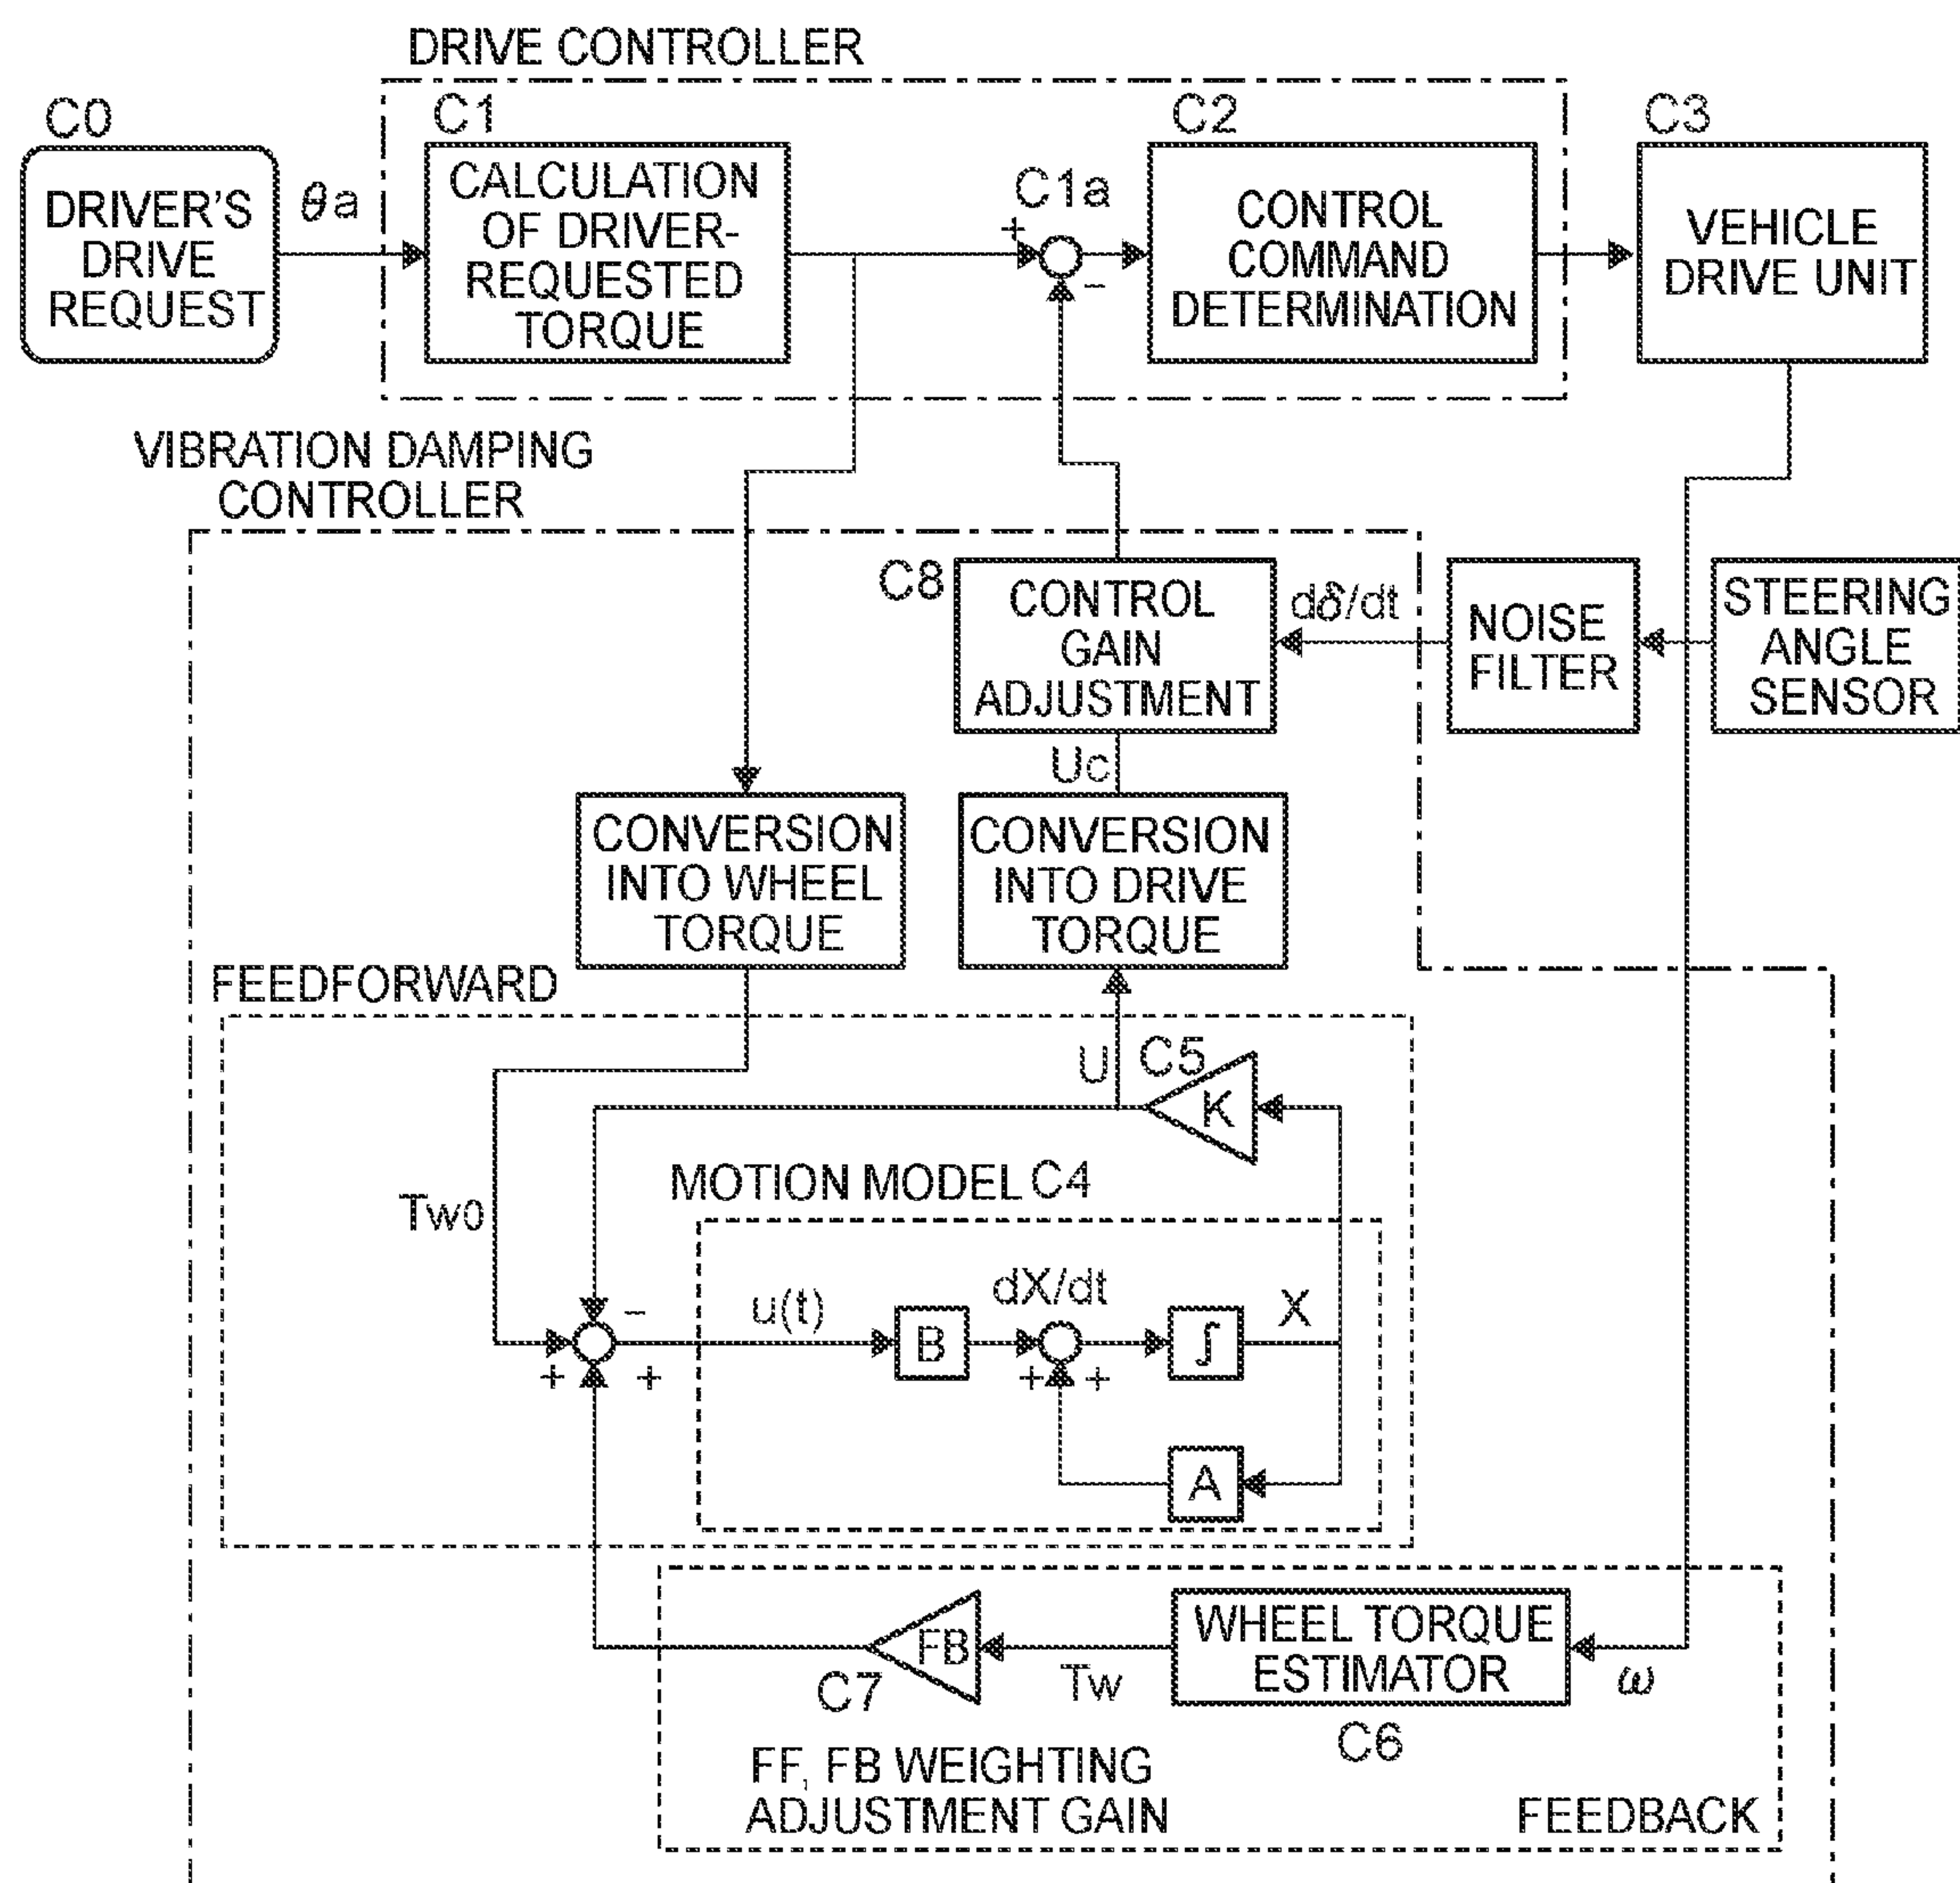 DRIVE CONTROLLER
C0
C1
C2
C3
DRIVER'S
DRIVE
REQUEST
θa
CALCULATION
OF DRIVER-
REQUESTED
TORQUE
C1a
+
−
CONTROL
COMMAND
DETERMINATION
VEHICLE
DRIVE UNIT
VIBRATION DAMPING
CONTROLLER
C8
CONTROL
GAIN
ADJUSTMENT
dδ/dt
NOISE
FILTER
STEERING
ANGLE
SENSOR
Uc
CONVERSION
INTO WHEEL
TORQUE
CONVERSION
INTO DRIVE
TORQUE
FEEDFORWARD
U
C5
K
MOTION MODEL C4
Tw0
−
+
+
u(t)
B
dX/dt
+
+
∫
X
A
FB
C7
Tw
WHEEL TORQUE
ESTIMATOR
C6
ω
FF, FB WEIGHTING
ADJUSTMENT GAIN
FEEDBACK